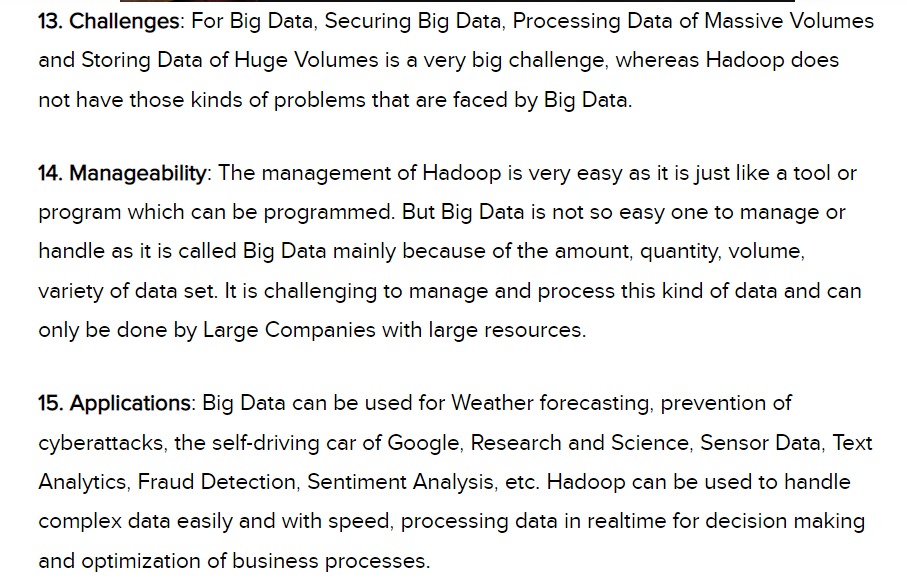 13. Challenges: For Big Data, Securing Big Data, Processing Data of Massive Volumes
and Storing Data of Huge Volumes is a very big challenge, whereas Hadoop does
not have those kinds of problems that are faced by Big Data.
14. Manageability: The management of Hadoop is very easy as it is just like a tool or
program which can be programmed. But Big Data is not so easy one to manage or
handle as it is called Big Data mainly because of the amount, quantity, volume,
variety of data set. It is challenging to manage and process this kind of data and can
only be done by Large Companies with large resources.
15. Applications: Big Data can be used for Weather forecasting, prevention of
cyberattacks, the self-driving car of Google, Research and Science, Sensor Data, Text
Analytics, Fraud Detection, Sentiment Analysis, etc. Hadoop can be used to handle
complex data easily and with speed, processing data in realtime for decision making
and optimization of business processes.